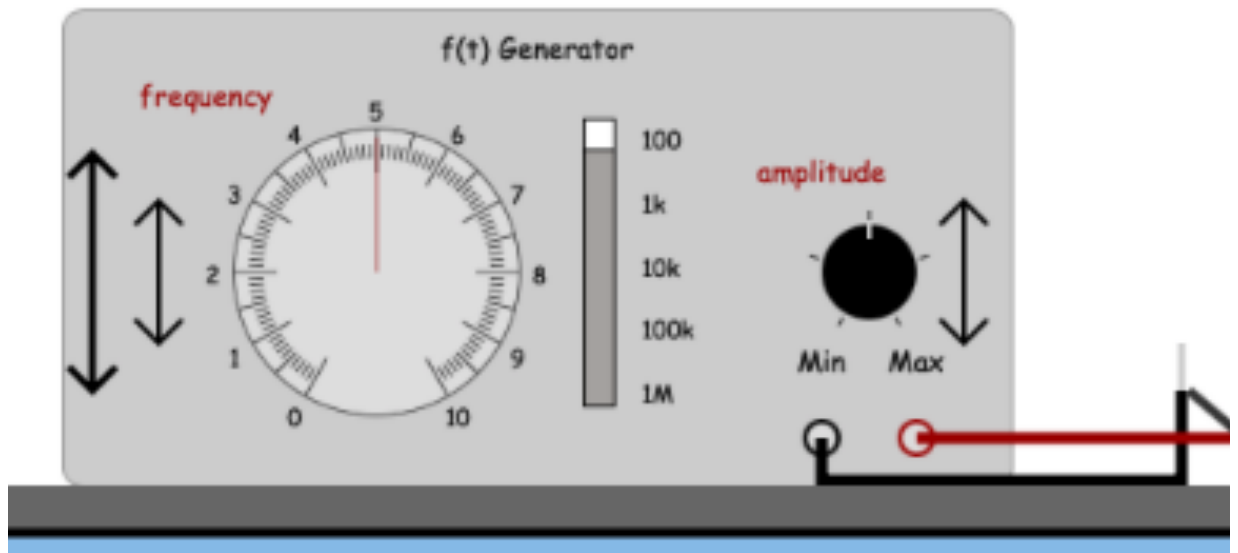 f(t) Generator
frequency
5
4
6
3
7
2
8
1
9
0
10
100
1k
10k
100k
1M
amplitude
Min
Max